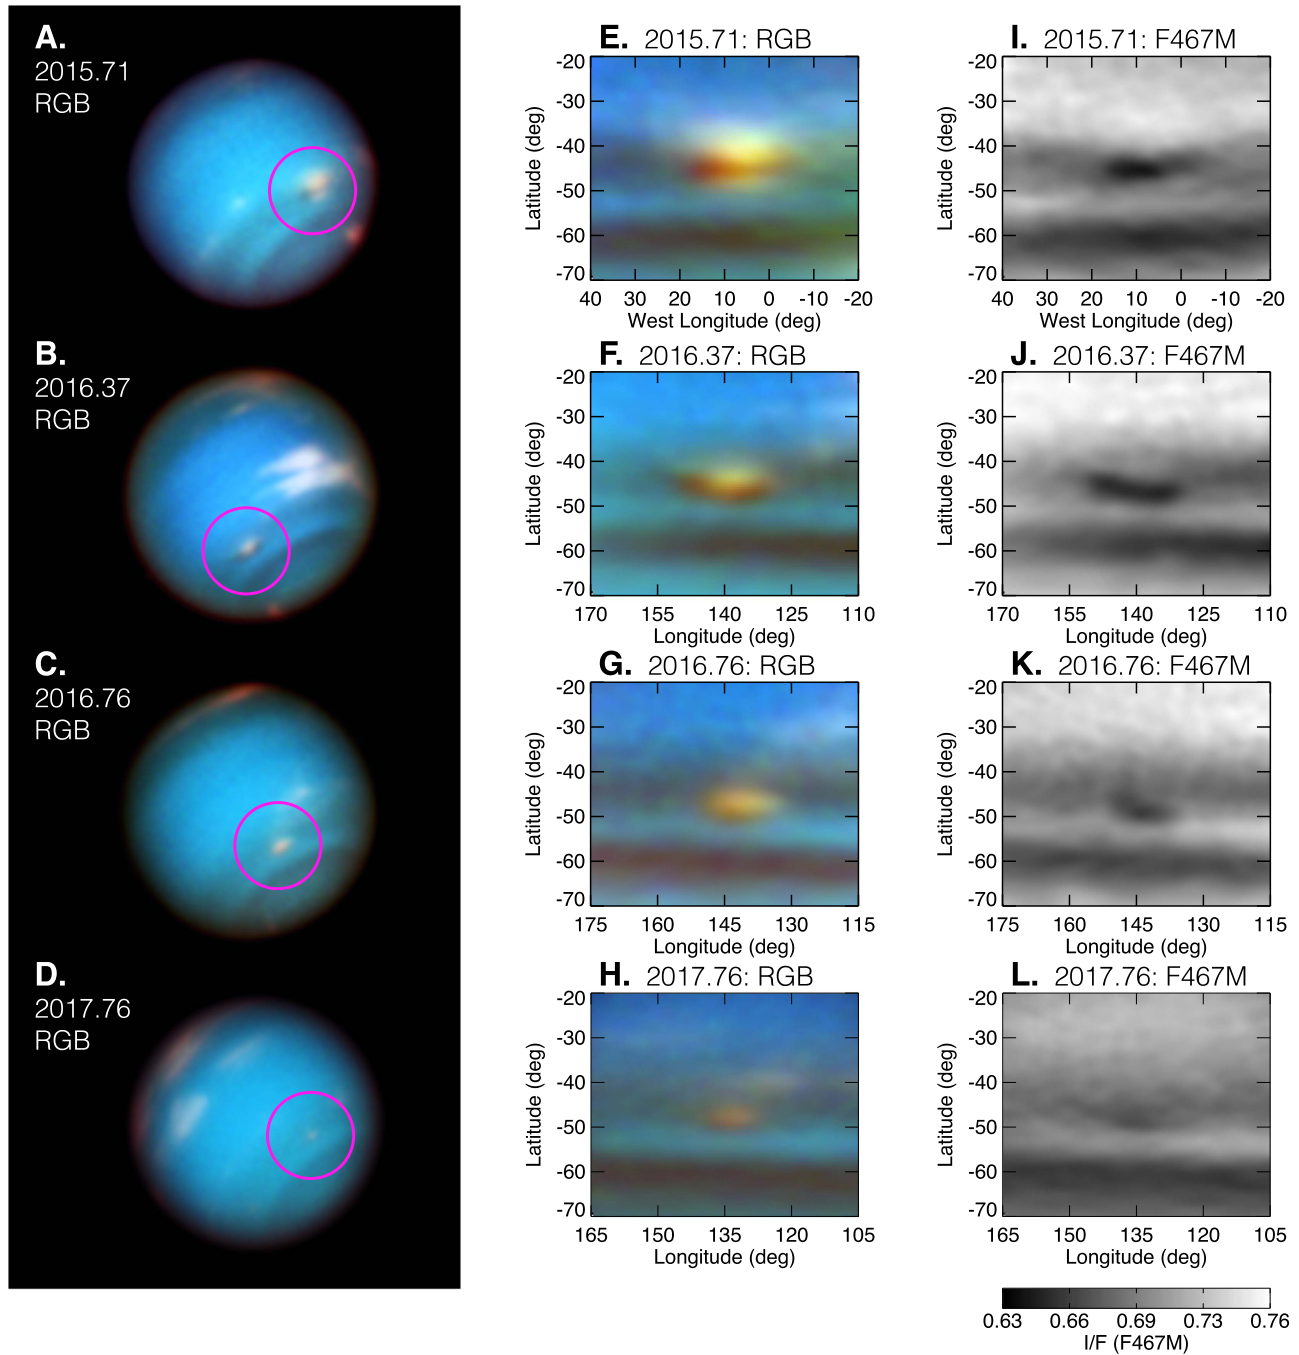 A.
2015.71
RGB
B.
2016.37
RGB
C.
2016.76
RGB
D.
2017.76
RGB
E. 2015.71: RGB
-20
-30
-40
-50
-60
-70
Latitude (deg)
40 30 20 10 0 -10 -20
West Longitude (deg)
F. 2016.37: RGB
-20
-30
-40
-50
-60
-70
Latitude (deg)
170 155 140 125 110
Longitude (deg)
G. 2016.76: RGB
-20
-30
-40
-50
-60
-70
Latitude (deg)
175 160 145 130 115
Longitude (deg)
H. 2017.76: RGB
-20
-30
-40
-50
-60
-70
Latitude (deg)
165 150 135 120 105
Longitude (deg)
I. 2015.71: F467M
-20
-30
-40
-50
-60
-70
Latitude (deg)
40 30 20 10 0 -10 -20
West Longitude (deg)
J. 2016.37: F467M
-20
-30
-40
-50
-60
-70
Latitude (deg)
170 155 140 125 110
Longitude (deg)
K. 2016.76: F467M
-20
-30
-40
-50
-60
-70
Latitude (deg)
175 160 145 130 115
Longitude (deg)
L. 2017.76: F467M
-20
-30
-40
-50
-60
-70
Latitude (deg)
165 150 135 120 105
Longitude (deg)
0.63 0.66 0.69 0.73 0.76
I/F (F467M)